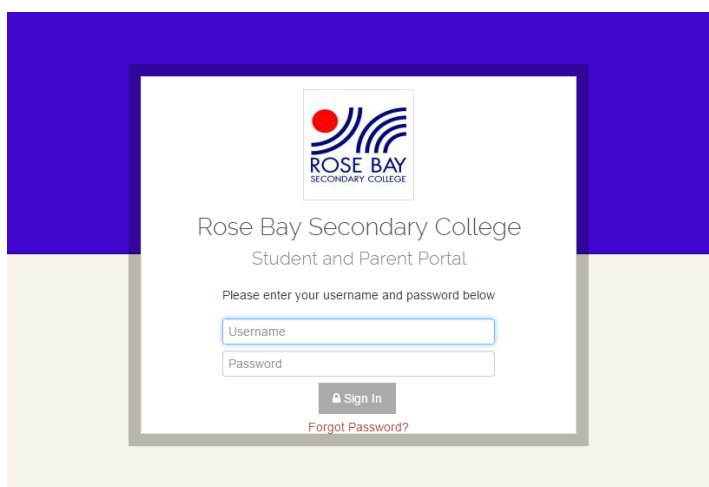 ROSE BAY
SECONDARY COLLEGE
Rose Bay Secondary College
Student and Parent Portal
Please enter your username and password below
Username
Password
Sign In
Forgot Password?